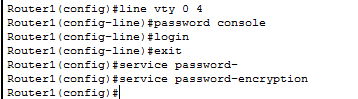 Router1(config)#line vty 0 4
Router1(config-line)#password console
Router1(config-line)#login
Router1(config-line)#exit
Router1(config)#service password-
Router1(config)#service password-encryption
Router1(config)#